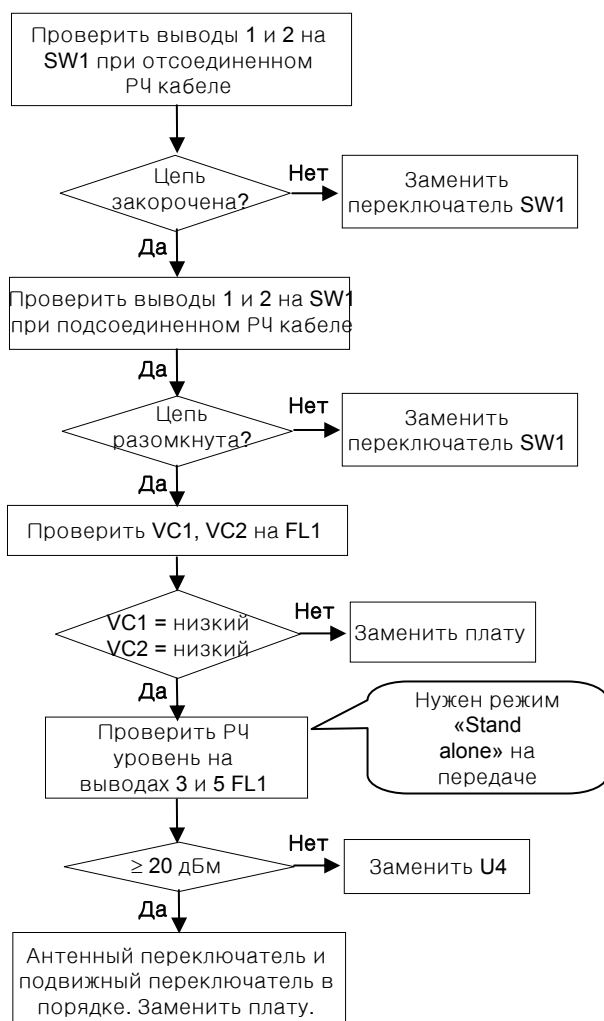 Проверить выводы 1 и 2 на
SW1 при отсоединенном
РЧ кабеле
Цепь
закорочена?
Нет
Заменить
переключатель SW1
Да
Проверить выводы 1 и 2 на SW1
при подсоединенном РЧ кабеле
Да
Цепь
разомкнута?
Нет
Заменить
переключатель SW1
Да
Проверить VC1, VC2 на FL1
VC1 = низкий
VC2 = низкий
Нет
Заменить плату
Да
Проверить РЧ
уровень на
выводах 3 и 5 FL1
Нужен режим
«Stand
alone» на
передаче
≥ 20 дБм
Нет
Заменить U4
Да
Антенный переключатель и
подвижный переключатель в
порядке. Заменить плату.